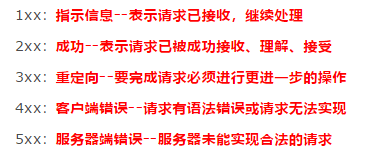 1xx：指示信息--表示请求已接收，继续处理
2xx：成功--表示请求已被成功接收、理解、接受
3xx：重定向--要完成请求必须进行更进一步的操作
4xx：客户端错误--请求有语法错误或请求无法实现
5xx：服务器端错误--服务器未能实现合法的请求